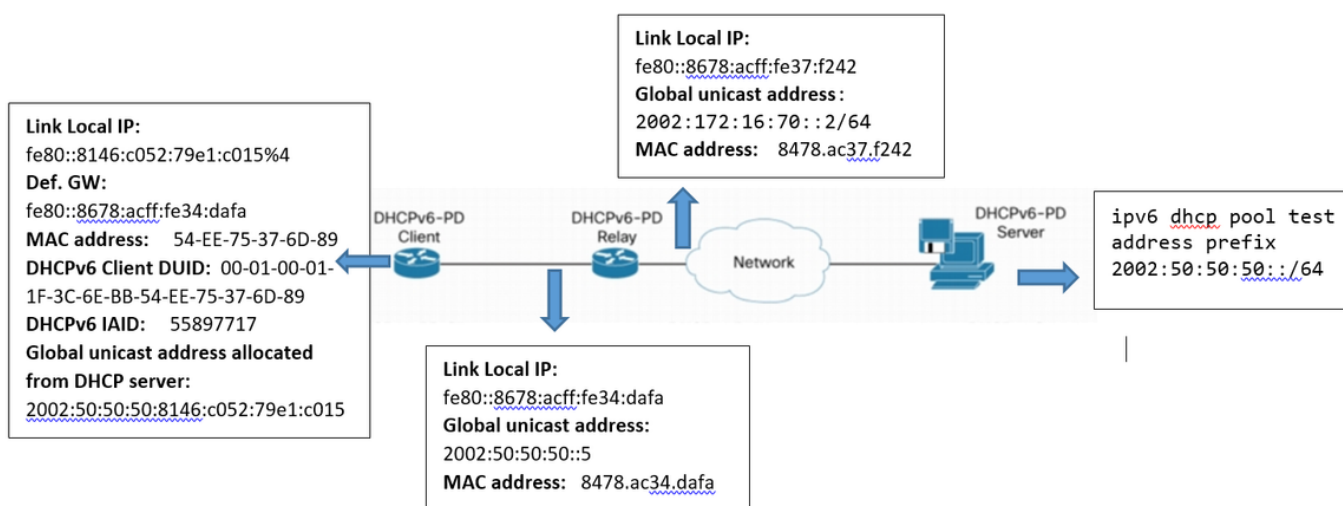 Link Local IP:
fe80::8678:acff:fe37:f242
Global unicast address:
2002:172:16:70::2/64
MAC address: 8478.ac37.f242
Link Local IP:
fe80::8146:c052:79e1:c015%4
Def. GW:
fe80::8678:acff:fe34:dafa
MAC address: 54-EE-75-37-6D-89
DHCPv6 Client DUID: 00-01-00-01-
1F-3C-6E-BB-54-EE-75-37-6D-89
DHCPv6 IAID: 55897717
Global unicast address allocated
from DHCP server:
2002:50:50:50:8146:c052:79e1:c015
DHCPv6-PD
Client
DHCPv6-PD
Relay
Network
DHCPv6-PD
Server
ipv6 dhcp pool test
address prefix
2002:50:50:50::/64
Link Local IP:
fe80::8678:acff:fe34:dafa
Global unicast address:
2002:50:50:50::5
MAC address: 8478.ac34.dafa